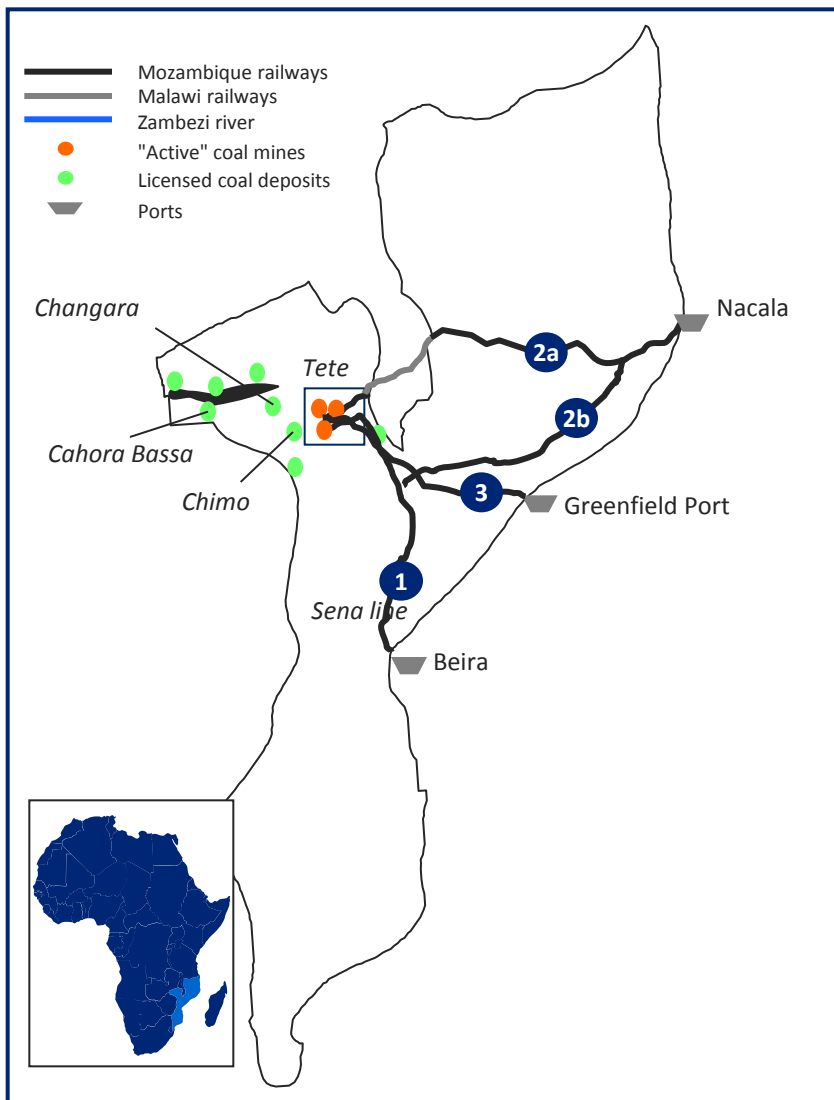 Mozambique railways
Malawi railways
Zambezi river
"Active" coal mines
Licensed coal deposits
Ports
Changara
Nacala
Tete
2a
2b
Cahora Bassa
Chimo
3
Greenfield Port
1
Sena line
Beira